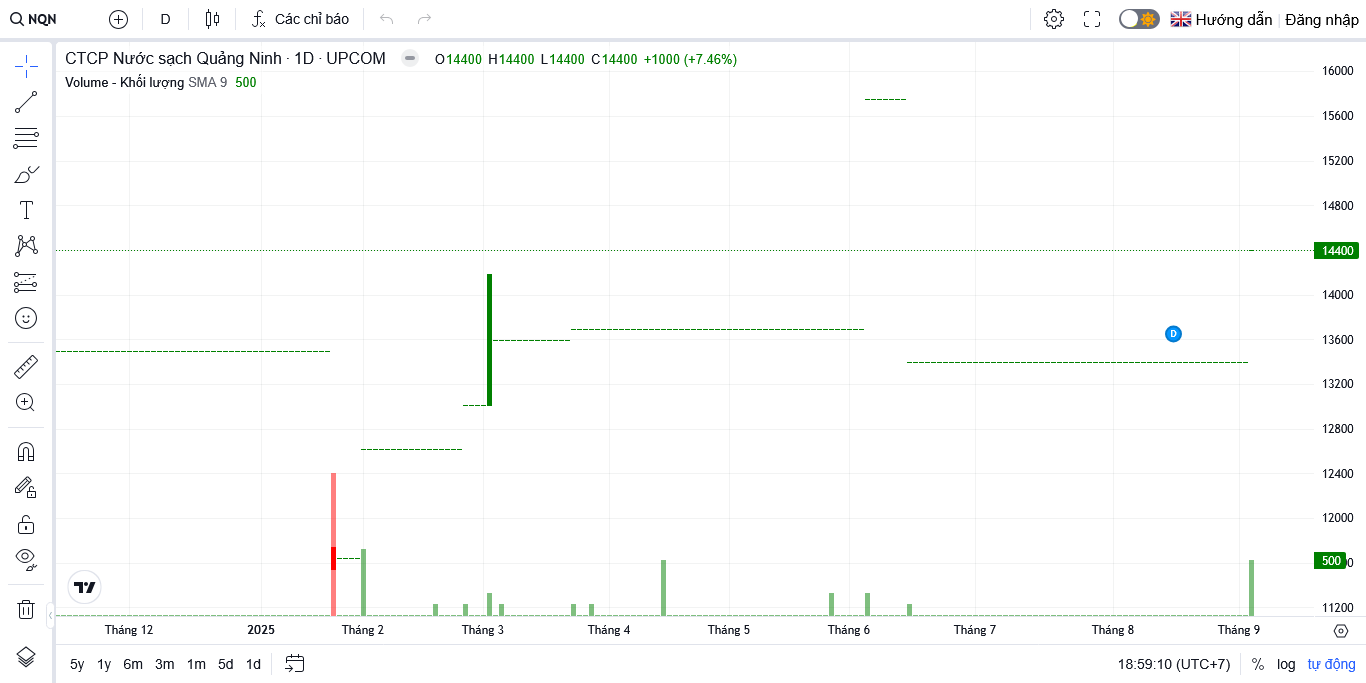 NQN
D
Các chỉ báo
Hướng dẫn
Đăng nhập
CTCP Nước sạch Quảng Ninh · 1D · UPCOM
O14400 H14400 L14400 C14400 +1000 (+7.46%)
Volume - Khối lượng SMA 9 500
16000
15600
15200
14800
14400
14000
13600
13200
12800
12400
12000
500
11200
D
Tháng 12
2025
Tháng 2
Tháng 3
Tháng 4
Tháng 5
Tháng 6
Tháng 7
Tháng 8
Tháng 9
5y 1y 6m 3m 1m 5d 1d
18:59:10 (UTC+7)
% log tự động